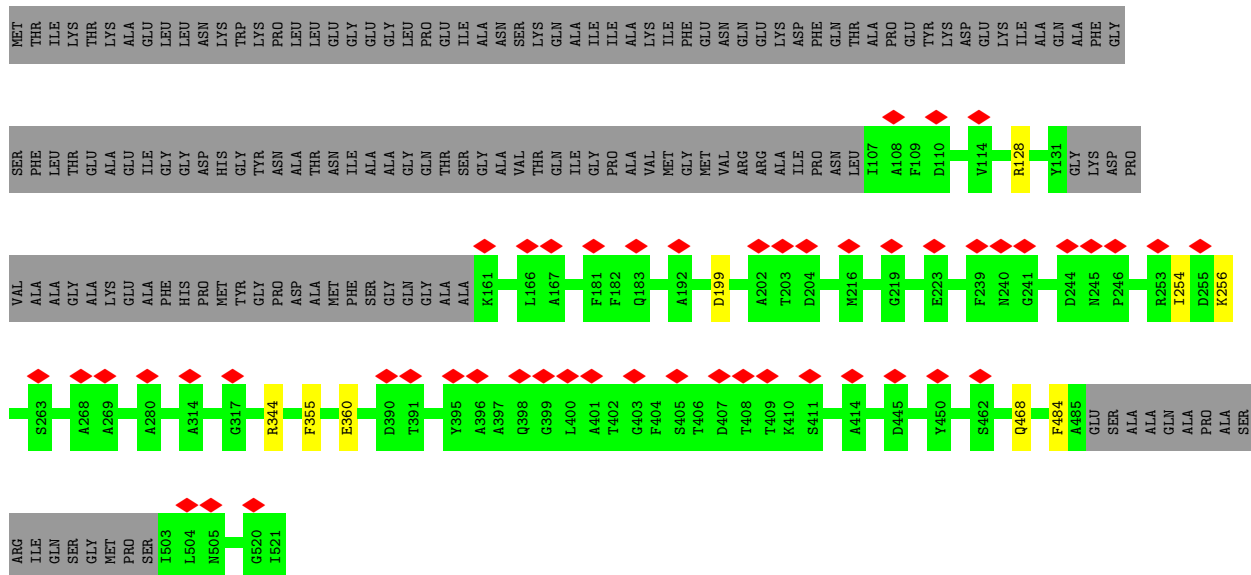 MET THR ILE LYS THR LYS ALA GLU LEU LEU ASN LYS TRP LYS PRO LEU LEU GLU GLY GLU GLY LEU PRO GLU ILE ALA ASN SER LYS GLN ALA ILE ILE ALA LYS ILE PHE GLU ASN GLN GLU LYS ASP PHE GLN THR ALA PRO GLU TYR LYS ASP GLU LYS ILE ALA GLN ALA PHE GLY
SER PHE LEU THR GLU ALA GLU ILE GLY GLY ASP HIS GLY TYR ASN ALA THR ASN ILE ALA ALA GLY GLN THR SER GLY ALA VAL THR GLN ILE GLY PRO ALA VAL MET GLY MET VAL ARG ARG ALA ILE PRO ASN LEU I107 A108 F109 D110 V114 R128 Y131 GLY LYS ASP PRO
VAL ALA ALA GLY ALA LYS GLU ALA PHE HIS PRO MET TYR GLY PRO ASP ALA MET PHE SER GLY GLN GLY ALA ALA K161 L166 A167 F181 F182 Q183 A192 D199 A202 T203 D204 M216 G219 E223 F239 N240 G241 D244 N245 P246 R253 I254 D255 K256
S263 A268 A269 A280 A314 G317 R344 F355 E360 D390 T391 Y395 A396 A397 Q398 G399 L400 A401 T402 G403 F404 S405 T406 D407 T408 T409 K410 S411 A414 D445 Y450 S462 Q468 F484 A485 GLU SER ALA ALA GLN ALA PRO ALA SER
ARG ILE GLN SER GLY MET PRO SER I503 L504 N505 G520 I521